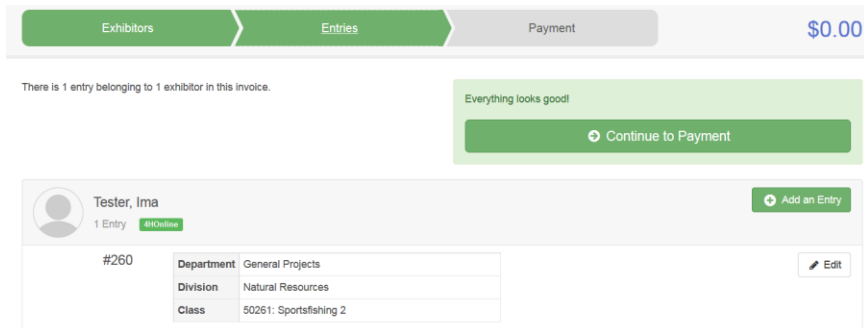 Exhibitors Entries Payment $0.00
There is 1 entry belonging to 1 exhibitor in this invoice.
Everything looks good!
Continue to Payment
Tester, Ima
Add an Entry
1 Entry 4HOnline
#260
Department General Projects
Edit
Division Natural Resources
Class 50261: Sportsfishing 2